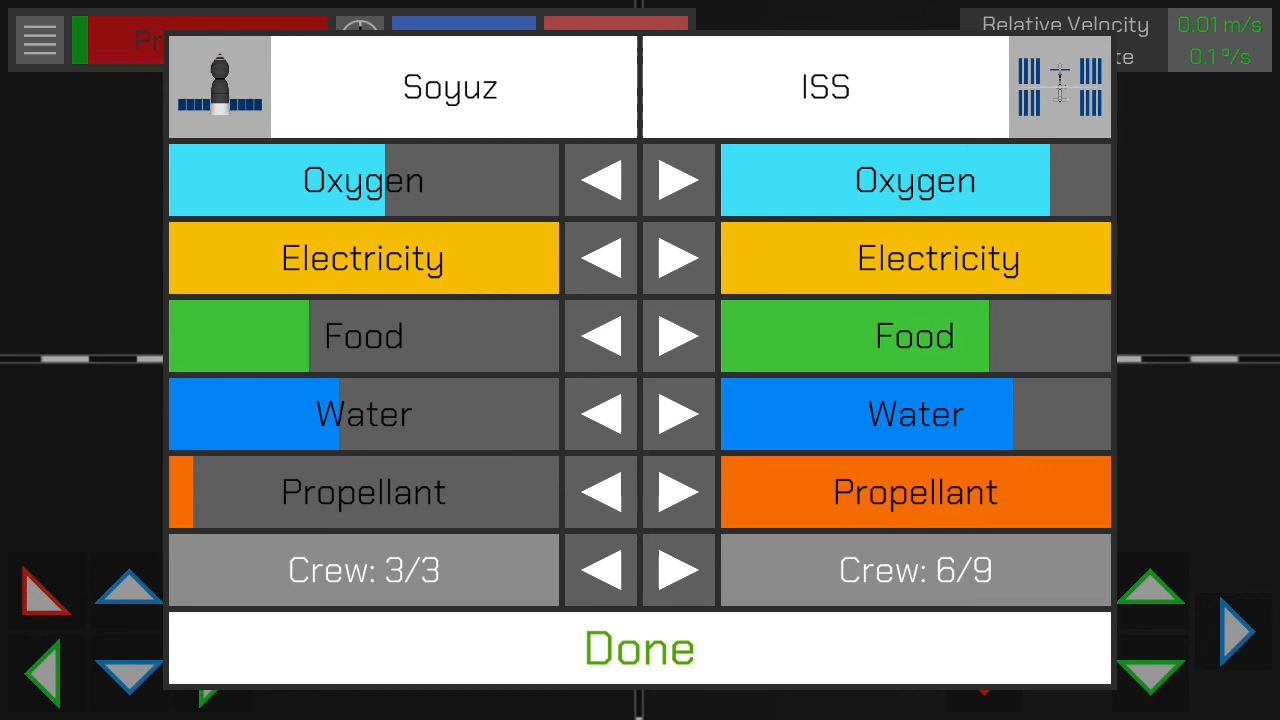 Relative Velocity 0.01 m/s
0.1 º/s
Soyuz ISS
Oxygen Oxygen
Electricity Electricity
Food Food
Water Water
Propellant Propellant
Crew: 3/3 Crew: 6/9
Done